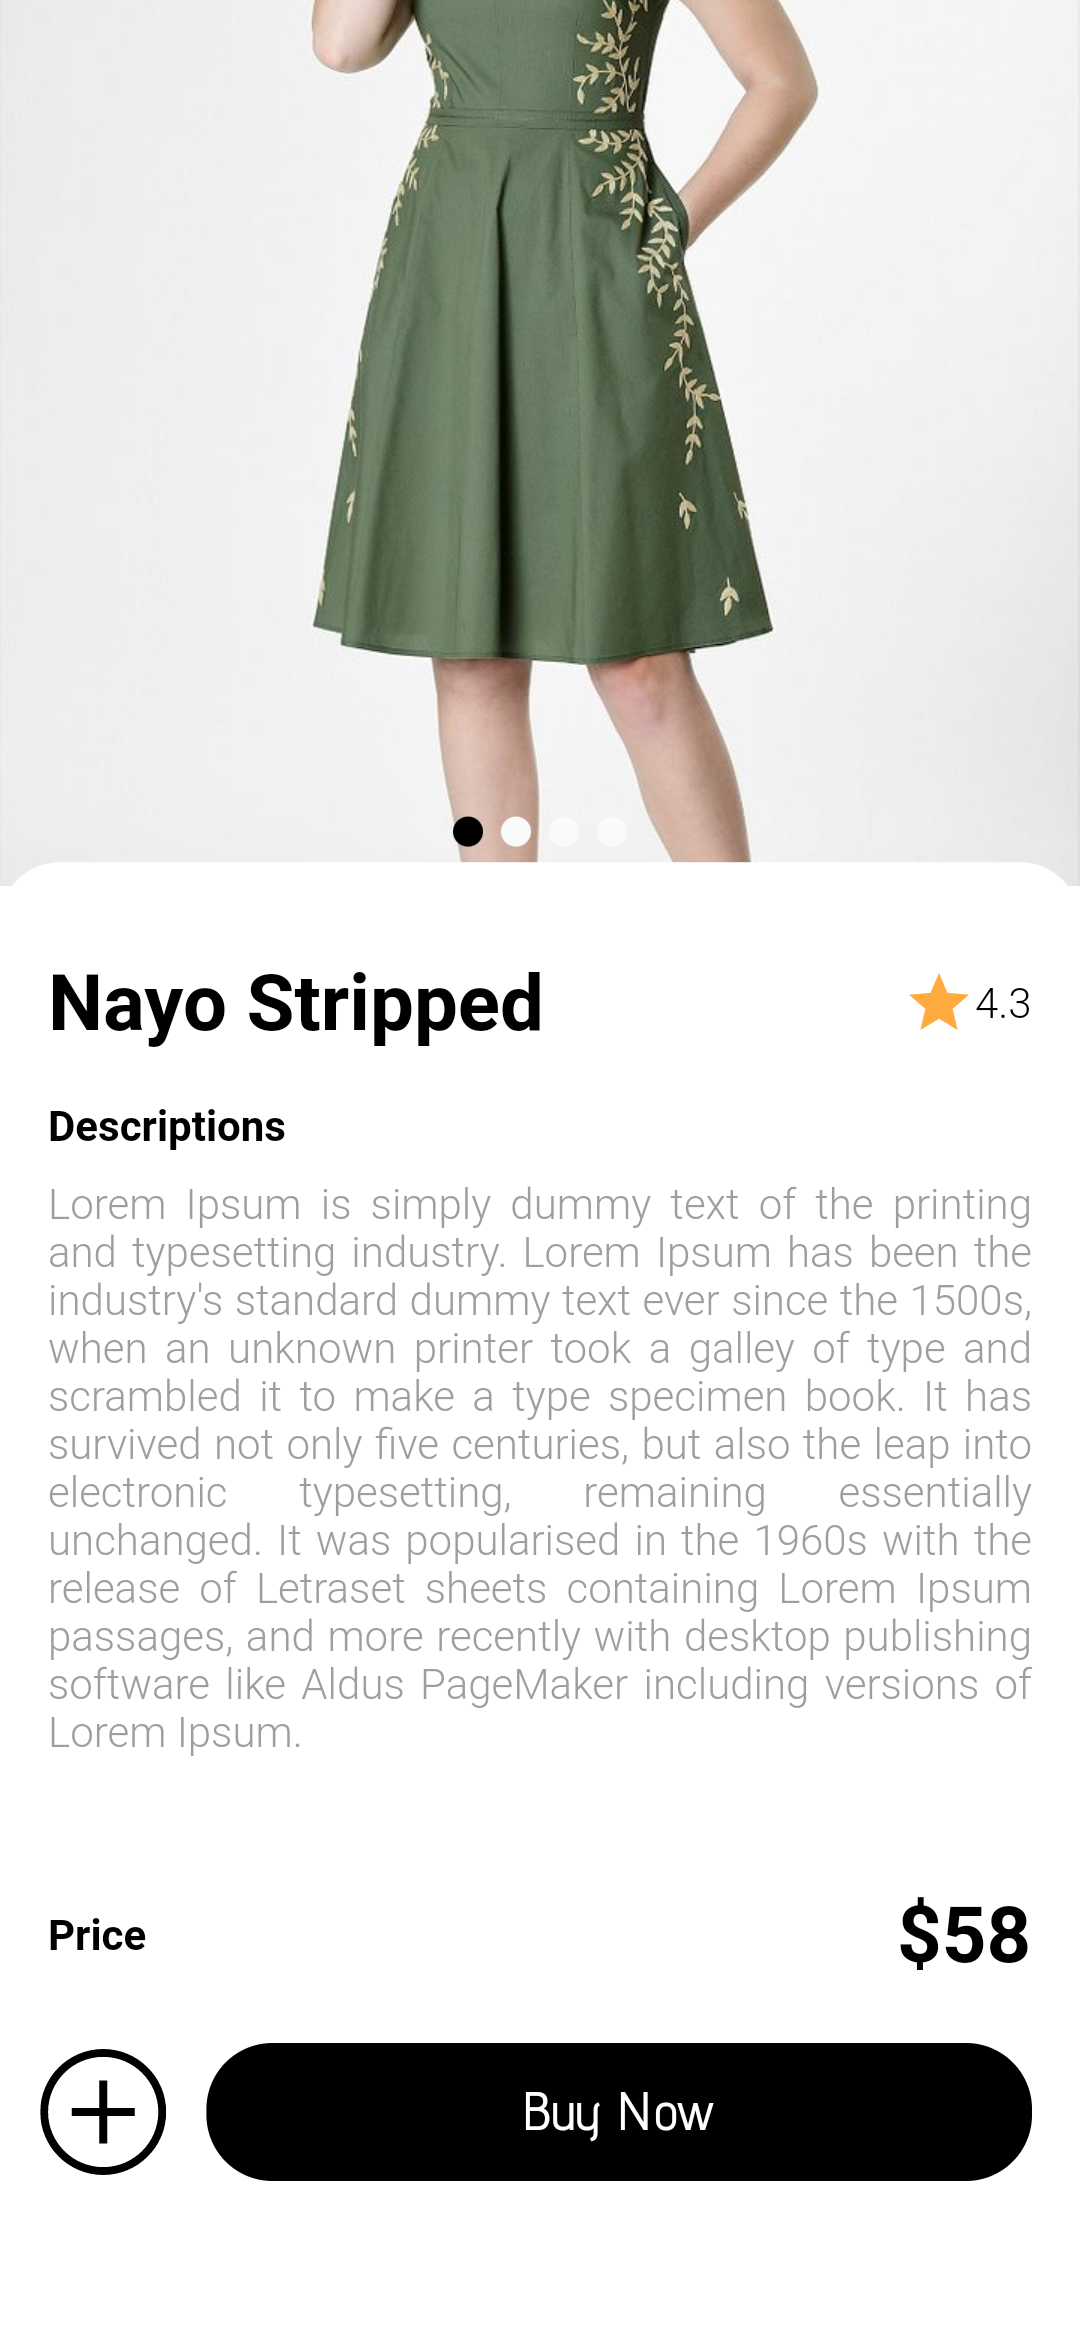 Nayo Stripped
4.3
Descriptions
Lorem Ipsum is simply dummy text of the printing
and typesetting industry. Lorem Ipsum has been the
industry's standard dummy text ever since the 1500s,
when an unknown printer took a galley of type and
scrambled it to make a type specimen book. It has
survived not only five centuries, but also the leap into
electronic typesetting, remaining essentially
unchanged. It was popularised in the 1960s with the
release of Letraset sheets containing Lorem Ipsum
passages, and more recently with desktop publishing
software like Aldus PageMaker including versions of
Lorem Ipsum.
Price
$58
Buy Now